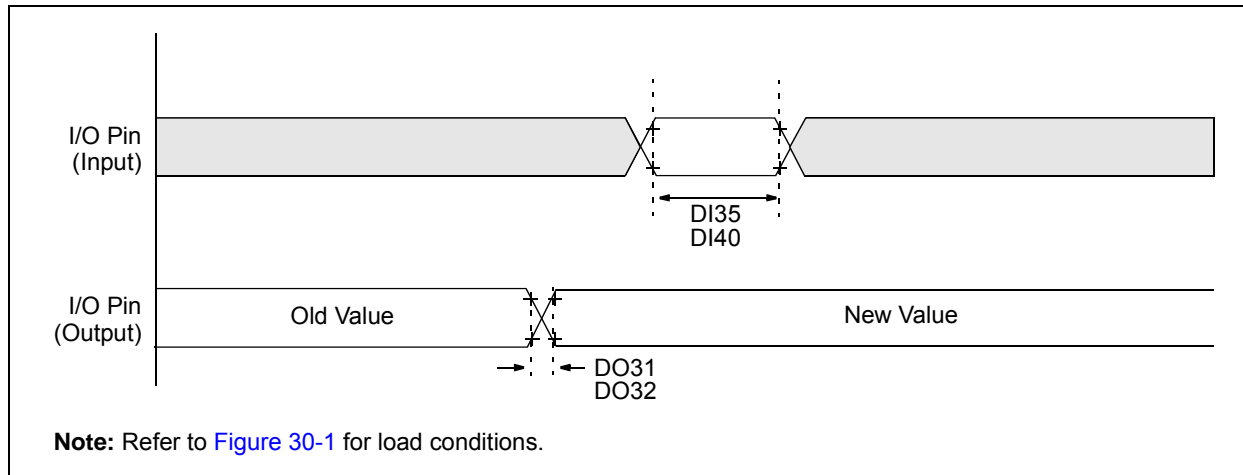 I/O Pin
(Input)
DI35
DI40
I/O Pin
(Output)
Old Value
New Value
DO31
DO32
Note: Refer to Figure 30-1 for load conditions.